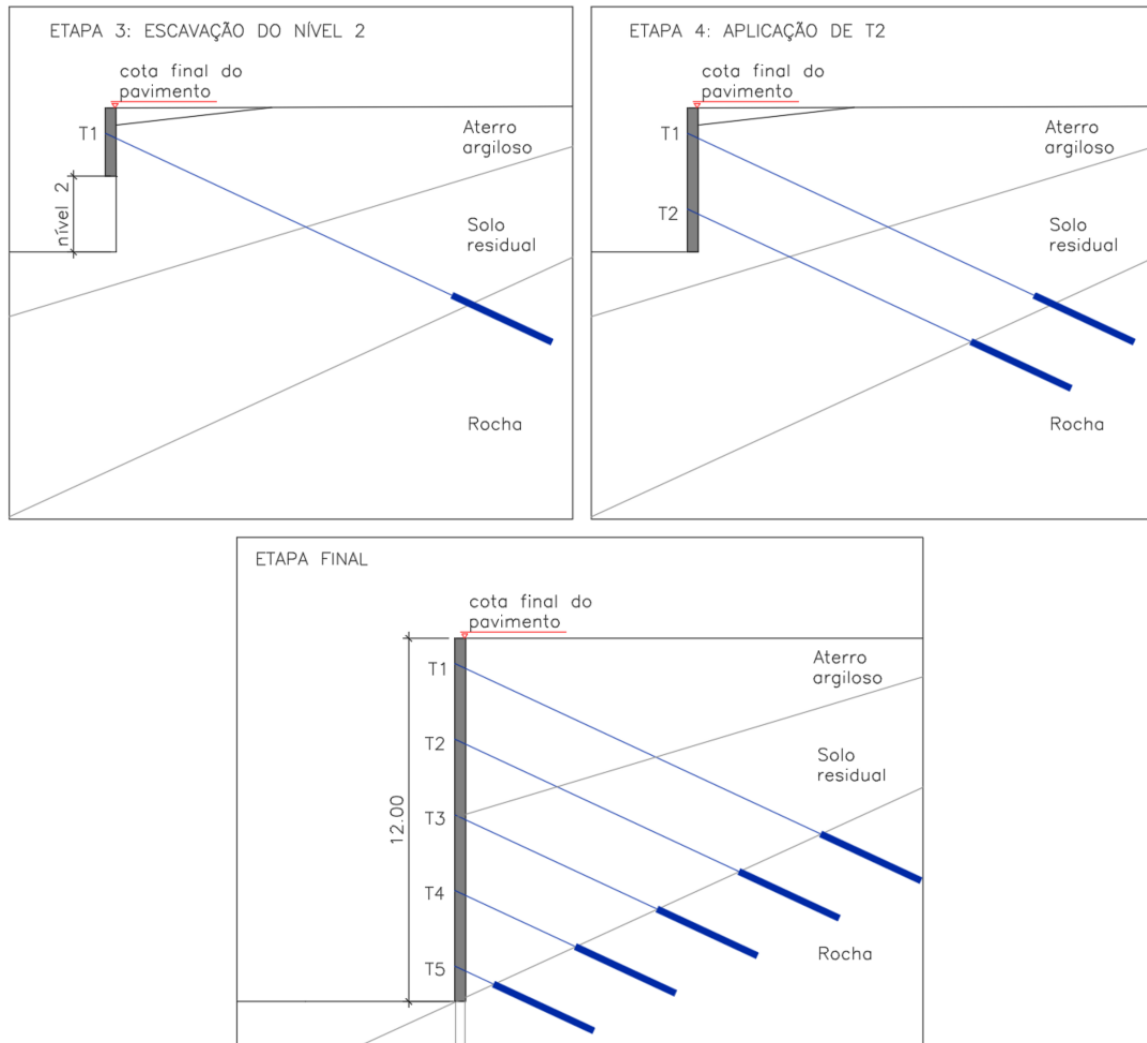 ETAPA 3: ESCAVAÇÃO DO NÍVEL 2
cota final do
pavimento
T1
Aterro
argiloso
nível 2
Solo
residual
Rocha
ETAPA 4: APLICAÇÃO DE T2
cota final do
pavimento
T1
Aterro
argiloso
T2
Solo
residual
Rocha
ETAPA FINAL
cota final do
pavimento
T1
Aterro
argiloso
T2
Solo
residual
12.00
T3
T4
Rocha
T5